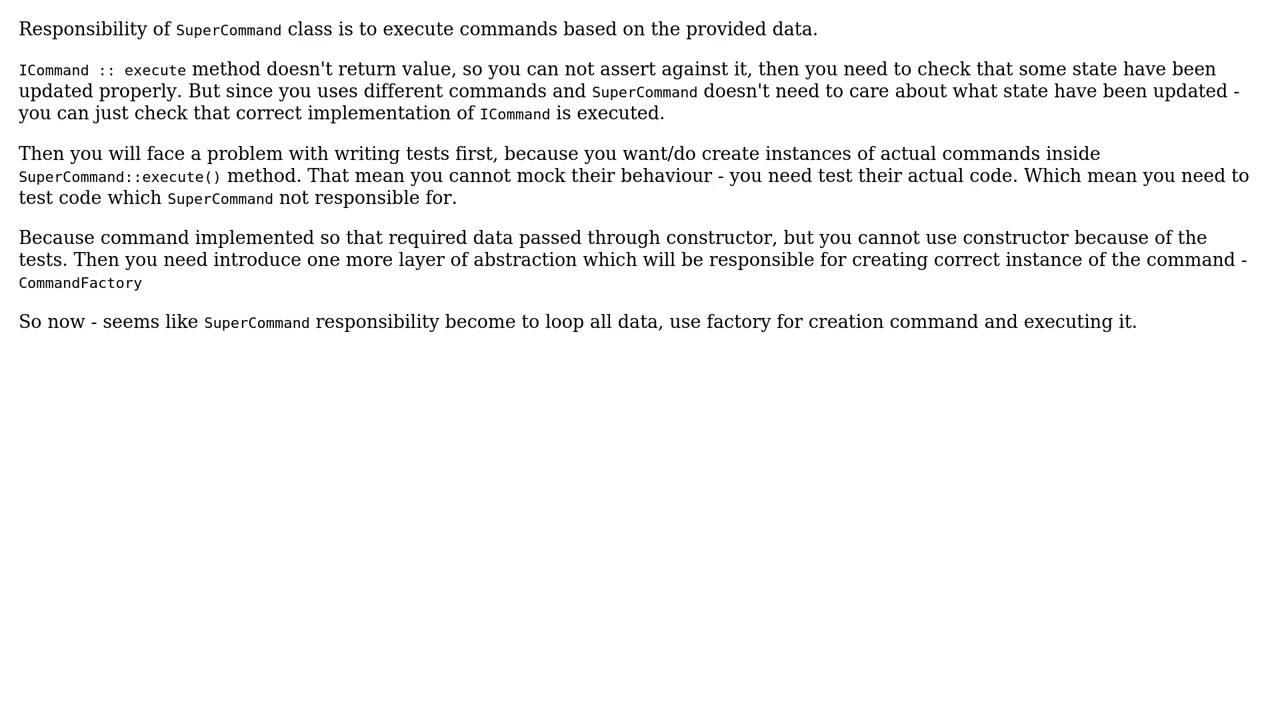 Responsibility of SuperCommand class is to execute commands based on the provided data.
ICommand :: execute method doesn't return value, so you can not assert against it, then you need to check that some state have been
updated properly. But since you uses different commands and SuperCommand doesn't need to care about what state have been updated -
you can just check that correct implementation of ICommand is executed.
Then you will face a problem with writing tests first, because you want/do create instances of actual commands inside
SuperCommand::execute() method. That mean you cannot mock their behaviour - you need test their actual code. Which mean you need to
test code which SuperCommand not responsible for.
Because command implemented so that required data passed through constructor, but you cannot use constructor because of the
tests. Then you need introduce one more layer of abstraction which will be responsible for creating correct instance of the command -
CommandFactory
So now - seems like SuperCommand responsibility become to loop all data, use factory for creation command and executing it.